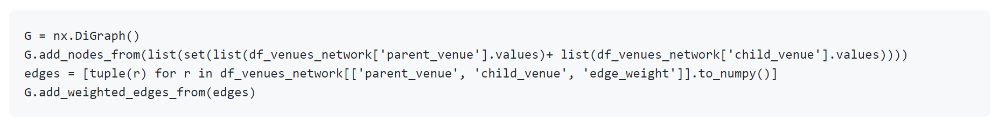 G = nx.DiGraph()
G.add_nodes_from(list(set(list(df_venues_network['parent_venue'].values)+ list(df_venues_network['child_venue'].values))))
edges = [tuple(r) for r in df_venues_network[['parent_venue', 'child_venue', 'edge_weight']].to_numpy()]
G.add_weighted_edges_from(edges)